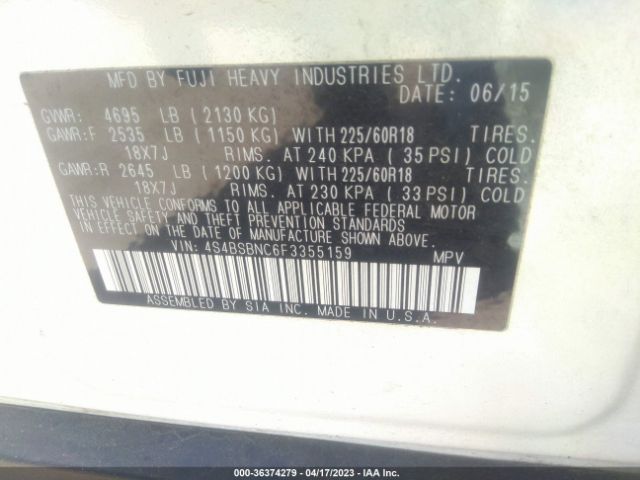 MFD BY FUJI HEAVY INDUSTRIES LTD.
DATE: 06/15
GVWR: 4695 LB (2130 KG)
GAWR:F 2535 LB (1150 KG) WITH 225/60R18 TIRES.
18X7J RIMS. AT 240 KPA (35 PSI) COLD
GAWR:R 2645 LB (1200 KG) WITH 225/60R18 TIRES.
18X7J RIMS. AT 230 KPA (33 PSI) COLD
THIS VEHICLE CONFORMS TO ALL APPLICABLE FEDERAL MOTOR
VEHICLE SAFETY AND THEFT PREVENTION STANDARDS
IN EFFECT ON THE DATE OF MANUFACTURE SHOWN ABOVE.
VIN: 4S4BSBNC6F3355159 MPV
ASSEMBLED BY SIA INC. MADE IN U.S.A.
000-36374279 - 04/17/2023 - IAA Inc.